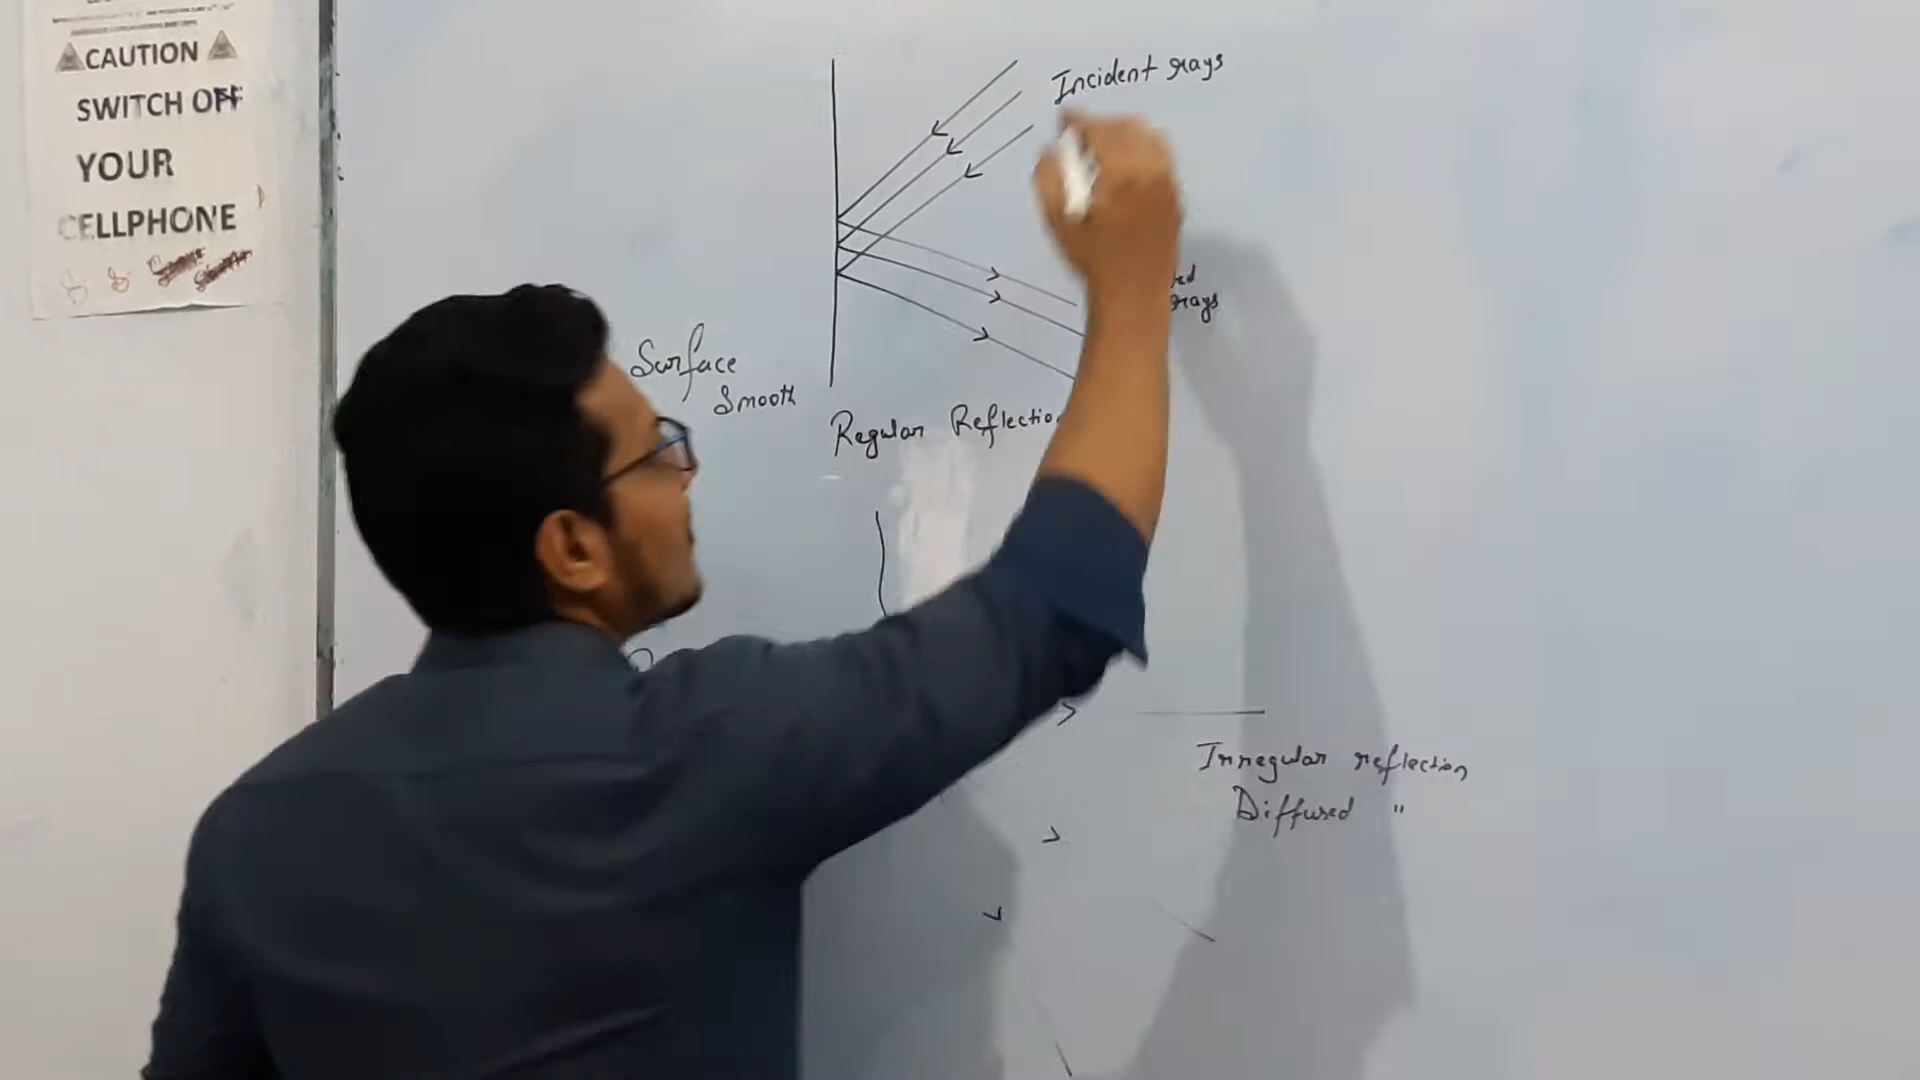 CAUTION
SWITCH OFF
YOUR
CELLPHONE
Incident rays
rays
Surface
Smooth
Regular Reflection
Irregular reflection
Diffused "